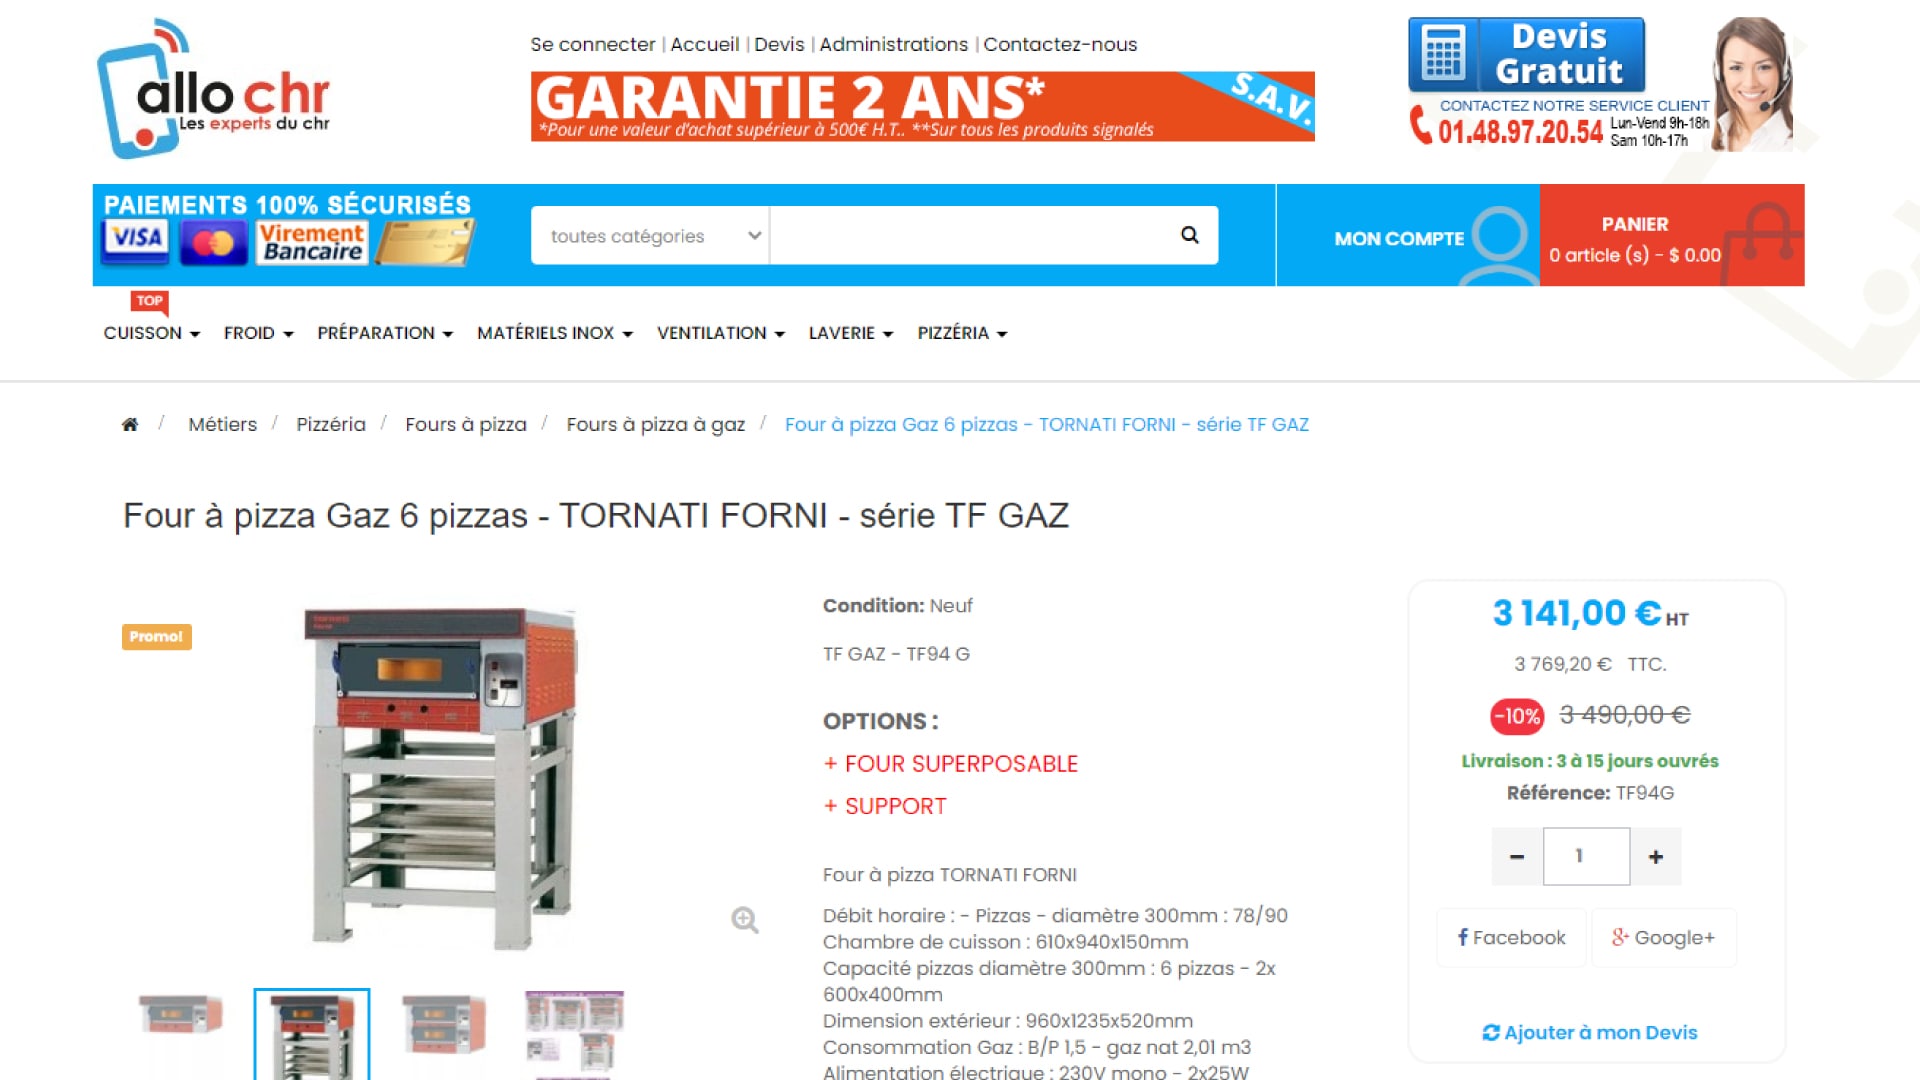 allo chr
Les experts du chr
Se connecter | Accueil | Devis | Administrations | Contactez-nous
GARANTIE 2 ANS*
S.A.V.
*Pour une valeur d'achat supérieur à 500€ H.T.. **Sur tous les produits signalés
Devis
Gratuit
CONTACTEZ NOTRE SERVICE CLIENT
01.48.97.20.54
Lun-Vend 9h-18h
Sam 10h-17h
PAIEMENTS 100% SÉCURISÉS
VISA
Virement
Bancaire
toutes catégories
MON COMPTE
PANIER
0 article (s) - $ 0.00
TOP
CUISSON FROID PRÉPARATION MATÉRIELS INOX VENTILATION LAVERIE PIZZÉRIA
/ Métiers / Pizzéria / Fours à pizza / Fours à pizza à gaz / Four à pizza Gaz 6 pizzas - TORNATI FORNI - série TF GAZ
Four à pizza Gaz 6 pizzas - TORNATI FORNI - série TF GAZ
Promo!
Condition: Neuf
TF GAZ - TF94 G
OPTIONS :
+ FOUR SUPERPOSABLE
+ SUPPORT
Four à pizza TORNATI FORNI
Débit horaire : - Pizzas - diamètre 300mm : 78/90
Chambre de cuisson : 610x940x150mm
Capacité pizzas diamètre 300mm : 6 pizzas - 2x
600x400mm
Dimension extérieur : 960x1235x520mm
Consommation Gaz : B/P 1,5 - gaz nat 2,01 m3
Alimentation électrique : 230V mono - 2x25W
3 141,00 € HT
3 769,20 € TTC.
-10% 3 490,00 €
Livraison : 3 à 15 jours ouvrés
Référence: TF94G
- 1 +
Facebook
Google+
Ajouter à mon Devis